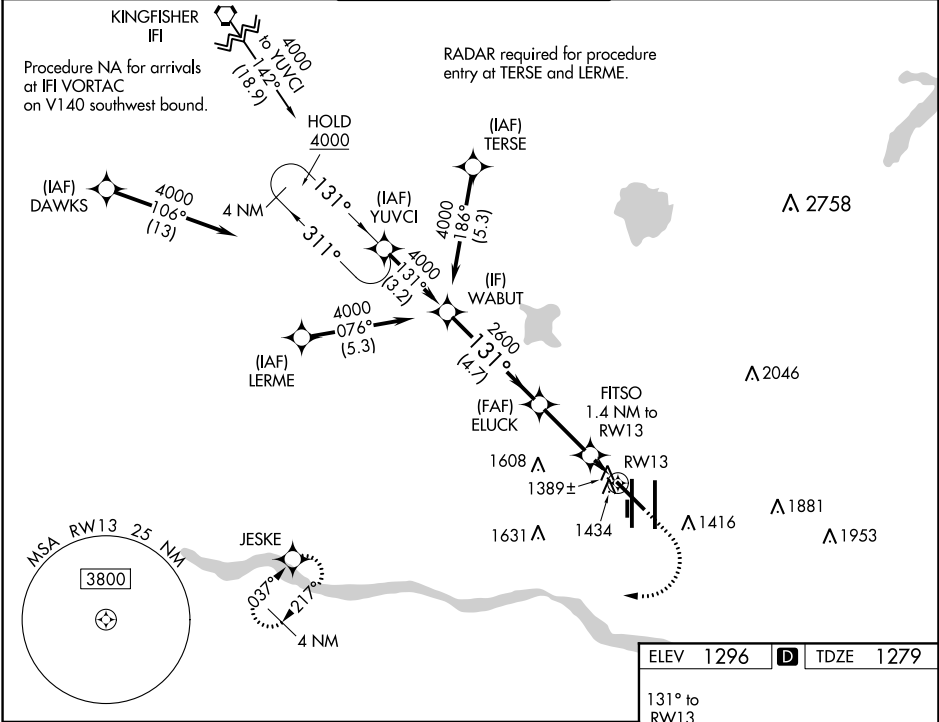 KINGFISHER
IFI
4000
to YUVCI
142°
(18.9)
Procedure NA for arrivals
at IFI VORTAC
on V140 southwest bound.
RADAR required for procedure
entry at TERSE and LERME.
HOLD
4000
(IAF)
TERSE
(IAF)
DAWKS
4000
106°
(13)
4 NM
131°
311°
(IAF)
YUVCI
4000
186°
(5.3)
2758
4000
131°
(3.2)
(IF)
WABUT
4000
076°
(5.3)
(IAF)
LERME
2600
131°
(4.7)
2046
(FAF)
ELUCK
FITSO
1.4 NM to
RW13
1608
RW13
1389±
1434
1631
1416
1881
1953
MSA RW13 25 NM
3800
JESKE
037°
217°
4 NM
ELEV 1296 D TDZE 1279
131° to
RW13